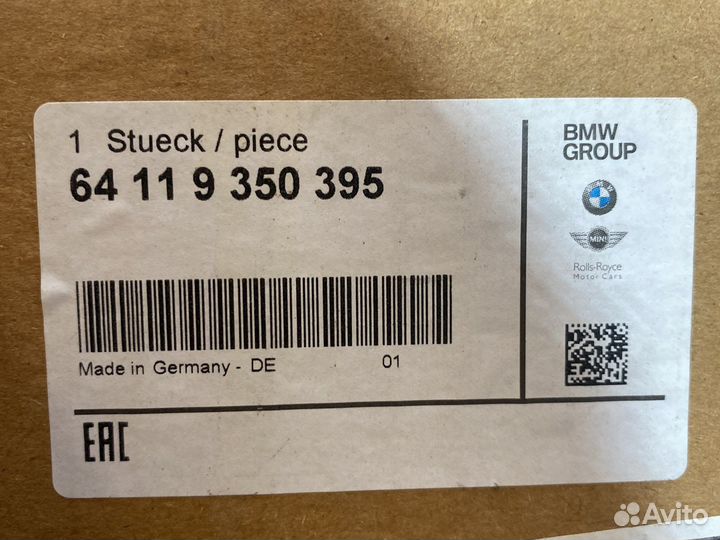 1 Stueck / piece
64 11 9 350 395
Made in Germany - DE 01
EAC
BMW
GROUP
BMW
MINI
Rolls-Royce
Motor Cars
Avito